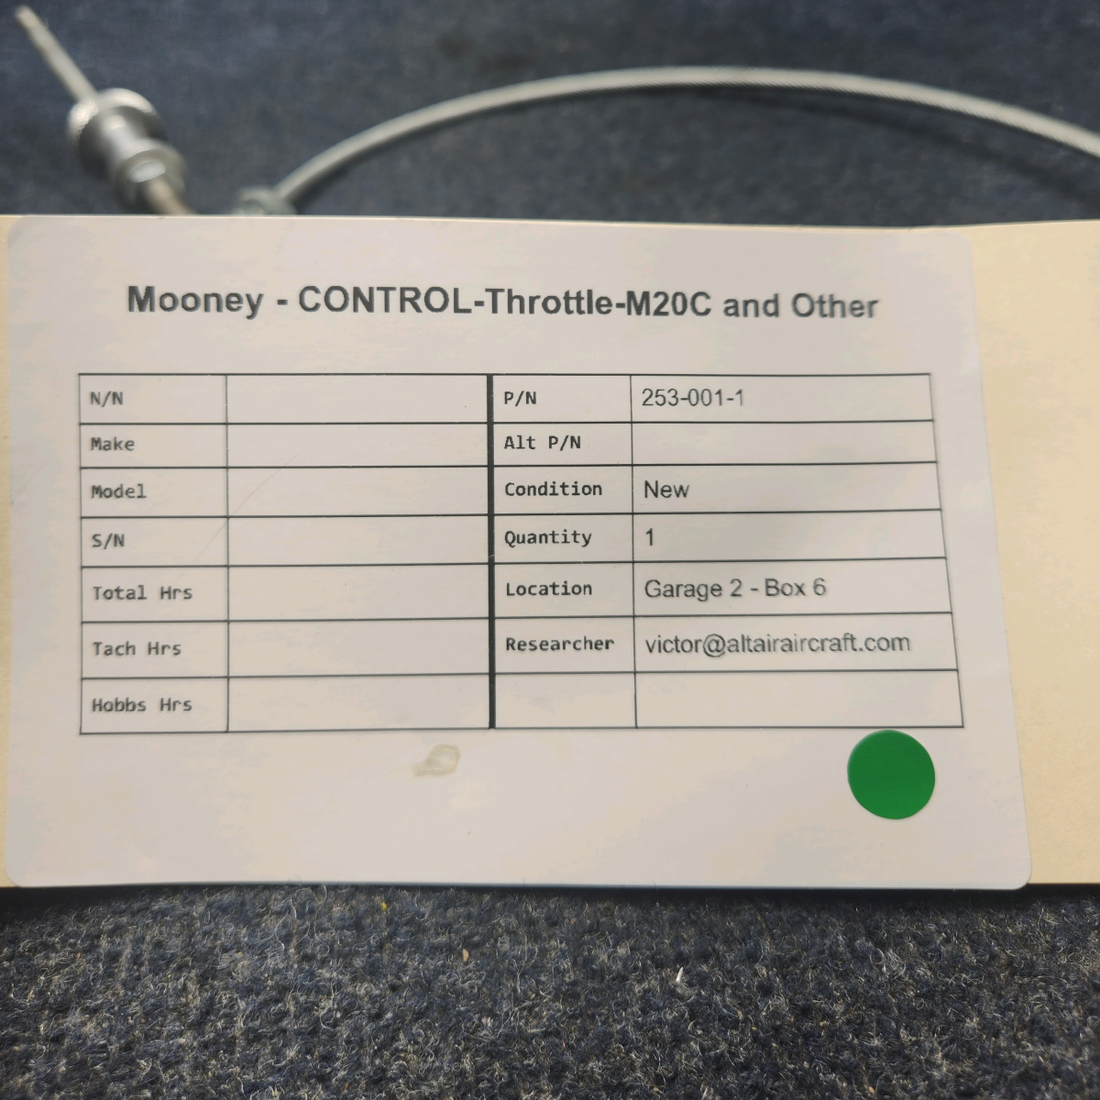 Mooney - CONTROL-Throttle-M20C and Other
N/N P/N 253-001-1
Make Alt P/N
Model Condition New
S/N Quantity 1
Total Hrs Location Garage 2 - Box 6
Tach Hrs Researcher victor@altairaircraft.com
Hobbs Hrs